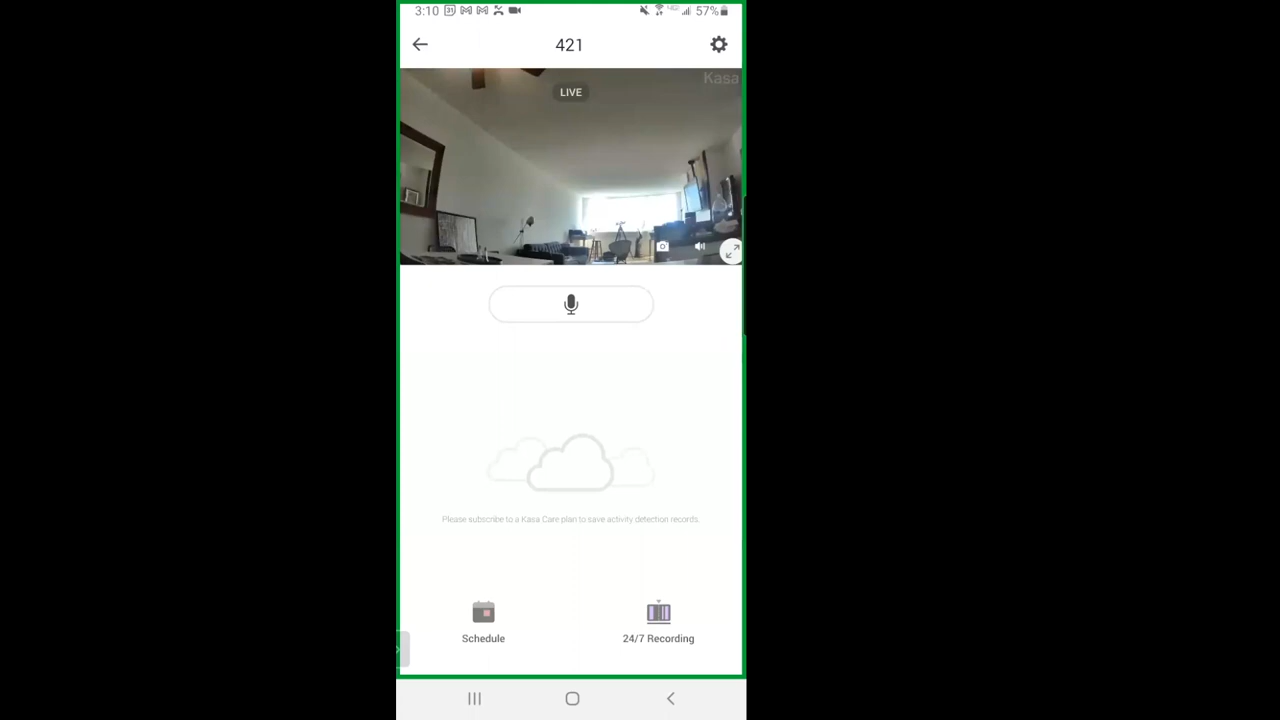 3:10 31 57%
421
Kasa
LIVE
Please subscribe to a Kasa Care plan to save activity detection records.
Schedule 24/7 Recording